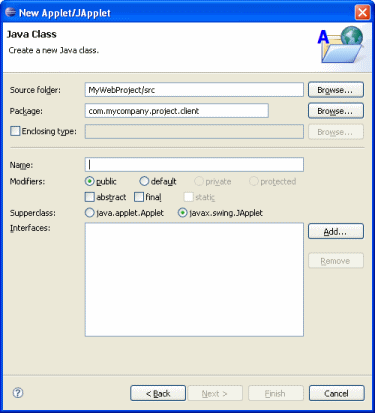 New Applet/JApplet
Java Class
Create a new Java class.
A
Source folder: MyWebProject/src Browse...
Package: com.mycompany.project.client Browse...
Enclosing type: Browse...
Name:
Modifiers: public default private protected
abstract final static
Supperclass: java.applet.Applet javax.swing.JApplet
Interfaces: Add...
Remove
? < Back Next > Finish Cancel